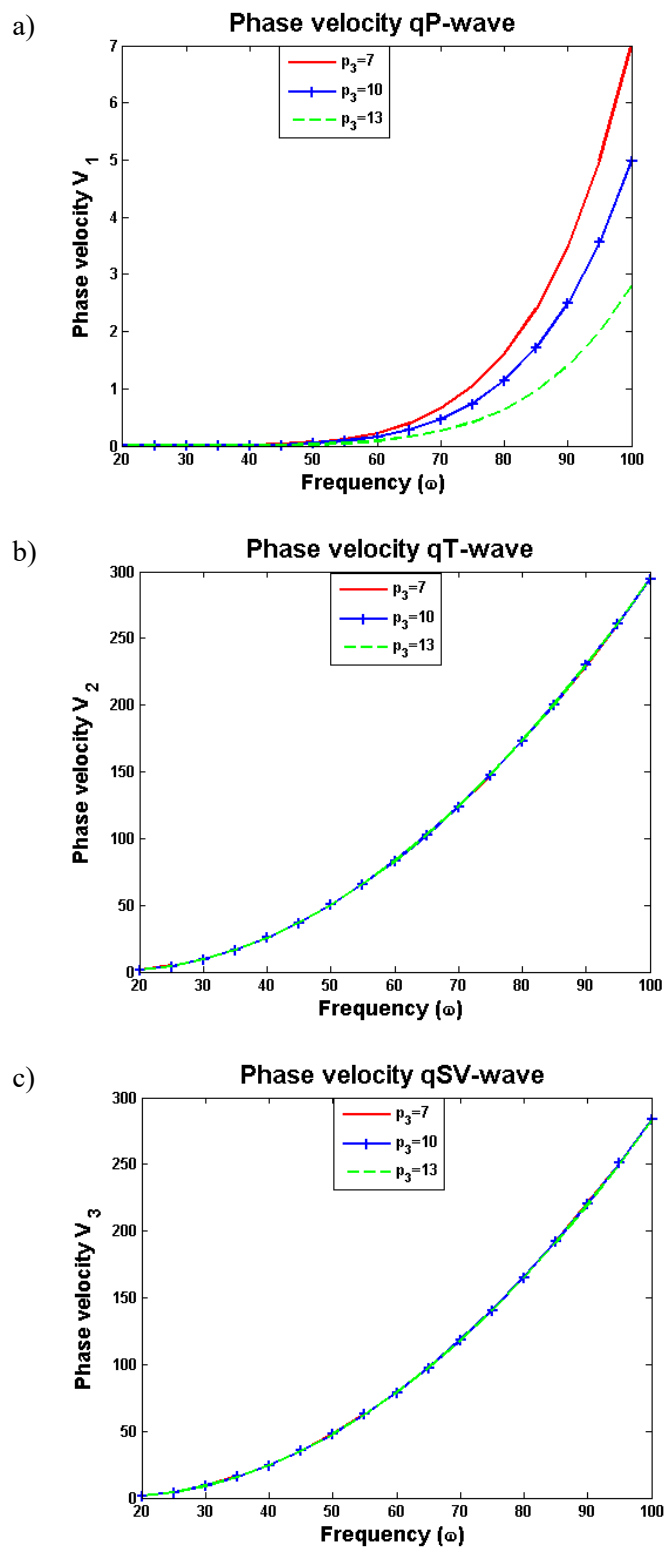 a)
Phase velocity qP-wave
p₃=7
p₃=10
p₃=13
Phase velocity V₁
7
6
5
4
3
2
1
0
20 30 40 50 60 70 80 90 100
Frequency (ω)
b)
Phase velocity qT-wave
p₃=7
p₃=10
p₃=13
Phase velocity V₂
300
250
200
150
100
50
0
20 30 40 50 60 70 80 90 100
Frequency (ω)
c)
Phase velocity qSV-wave
p₃=7
p₃=10
p₃=13
Phase velocity V₃
300
250
200
150
100
50
0
20 30 40 50 60 70 80 90 100
Frequency (ω)